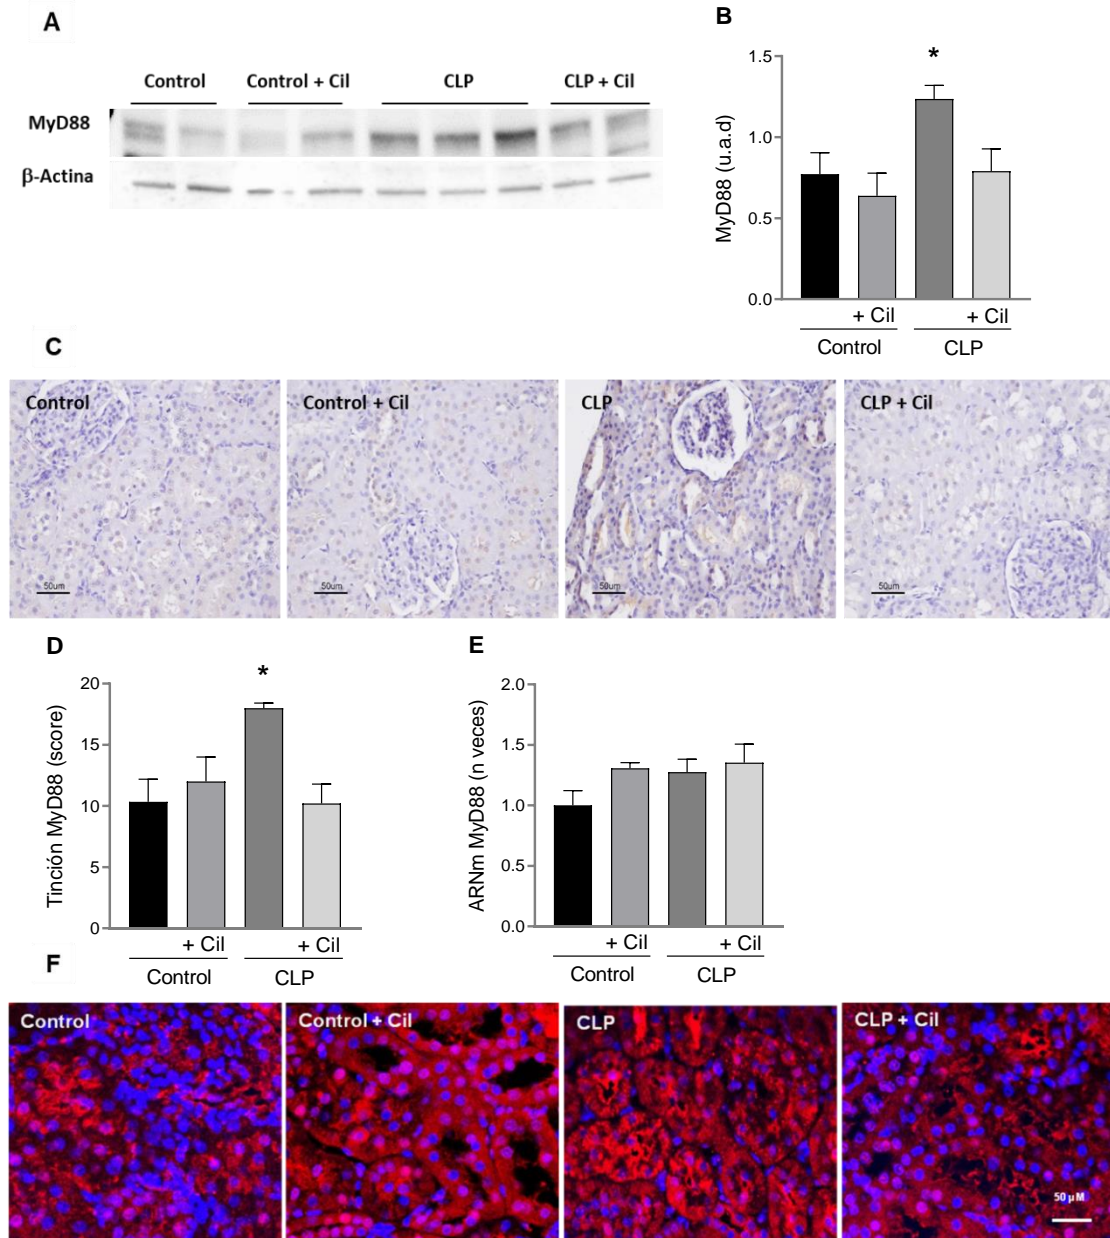 A
Control Control + Cil CLP CLP + Cil
MyD88
β-Actina
B
*
MyD88 (u.a.d)
1.5
1.0
0.5
0.0
+ Cil + Cil
Control CLP
C
Control Control + Cil CLP CLP + Cil
50um 50um 50um 50um
D
*
Tinción MyD88 (score)
20
15
10
5
0
+ Cil + Cil
Control CLP
E
ARNm MyD88 (n veces)
2.0
1.5
1.0
0.5
0.0
+ Cil + Cil
Control CLP
F
Control Control + Cil CLP CLP + Cil
50 µM